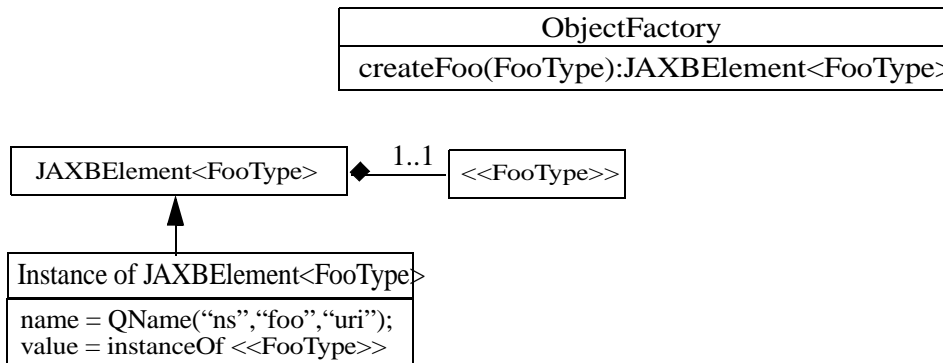 ObjectFactory
createFoo(FooType):JAXBElement<FooType>
JAXBElement<FooType>
1..1
<<FooType>>
Instance of JAXBElement<FooType>
name = QName(“ns”,“foo”,“uri”);
value = instanceOf <<FooType>>